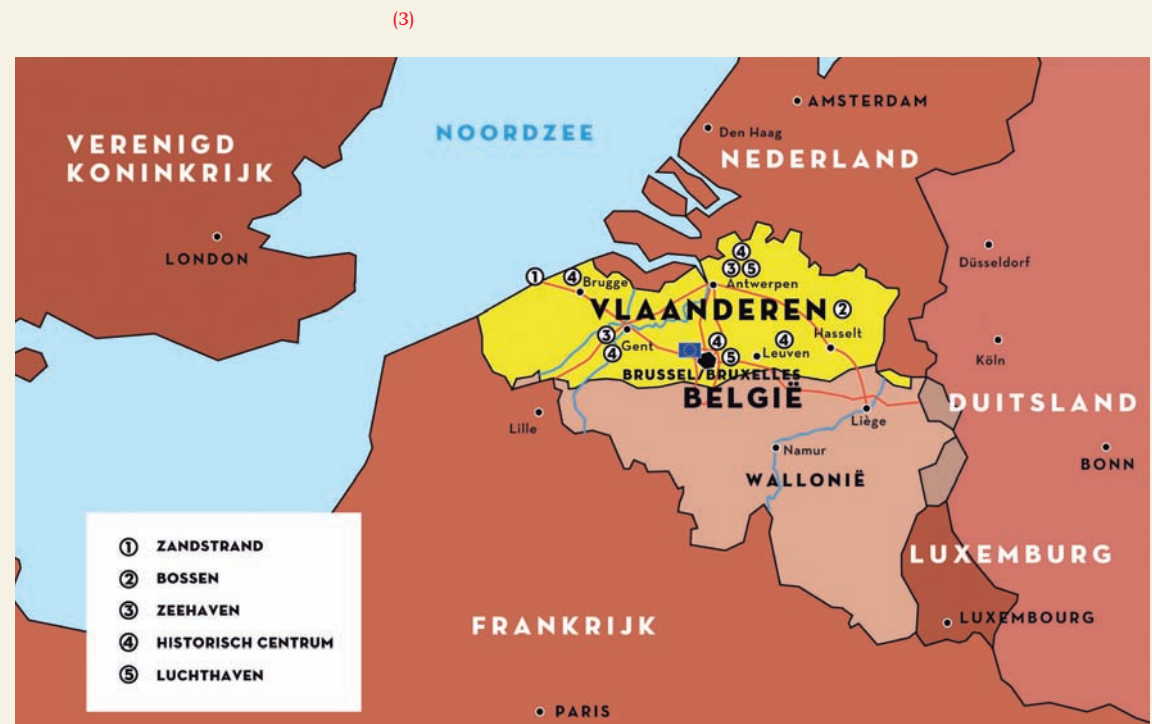 (3)
AMSTERDAM
Den Haag
NOORDZEE
VERENIGD
KONINKRIJK
NEDERLAND
LONDON
Düsseldorf
4
3 5
1
4
Brugge
Antwerpen
VLAANDEREN
2
3
4
Gent
4
5
4
Leuven
Hasselt
Köln
BRUSSEL/BRUXELLES
BELGIË
DUITSLAND
Lille
Liège
Namur
BONN
WALLONIË
LUXEMBURG
LUXEMBOURG
FRANKRIJK
PARIS
1 ZANDSTRAND
2 BOSSEN
3 ZEEHAVEN
4 HISTORISCH CENTRUM
5 LUCHTHAVEN